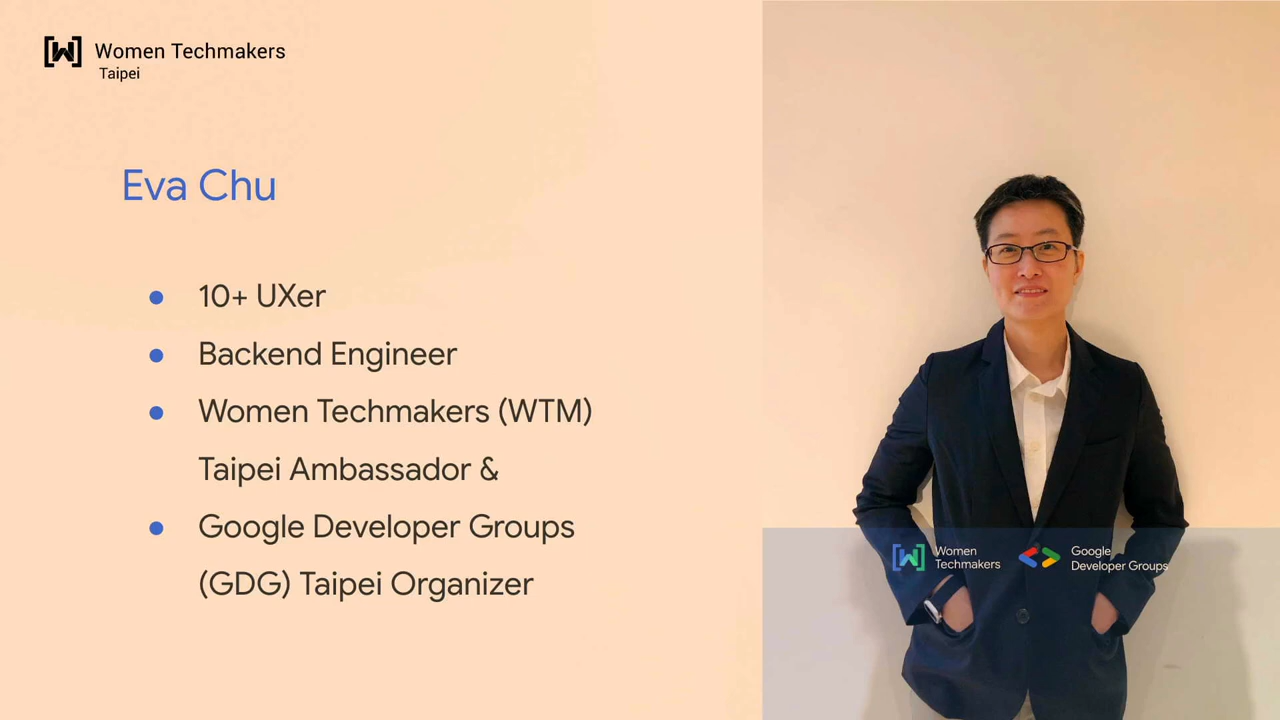 Women Techmakers
Taipei
Eva Chu
10+ UXer
Backend Engineer
Women Techmakers (WTM)
Taipei Ambassador &
Google Developer Groups
(GDG) Taipei Organizer
Women
Techmakers
Google
Developer Groups